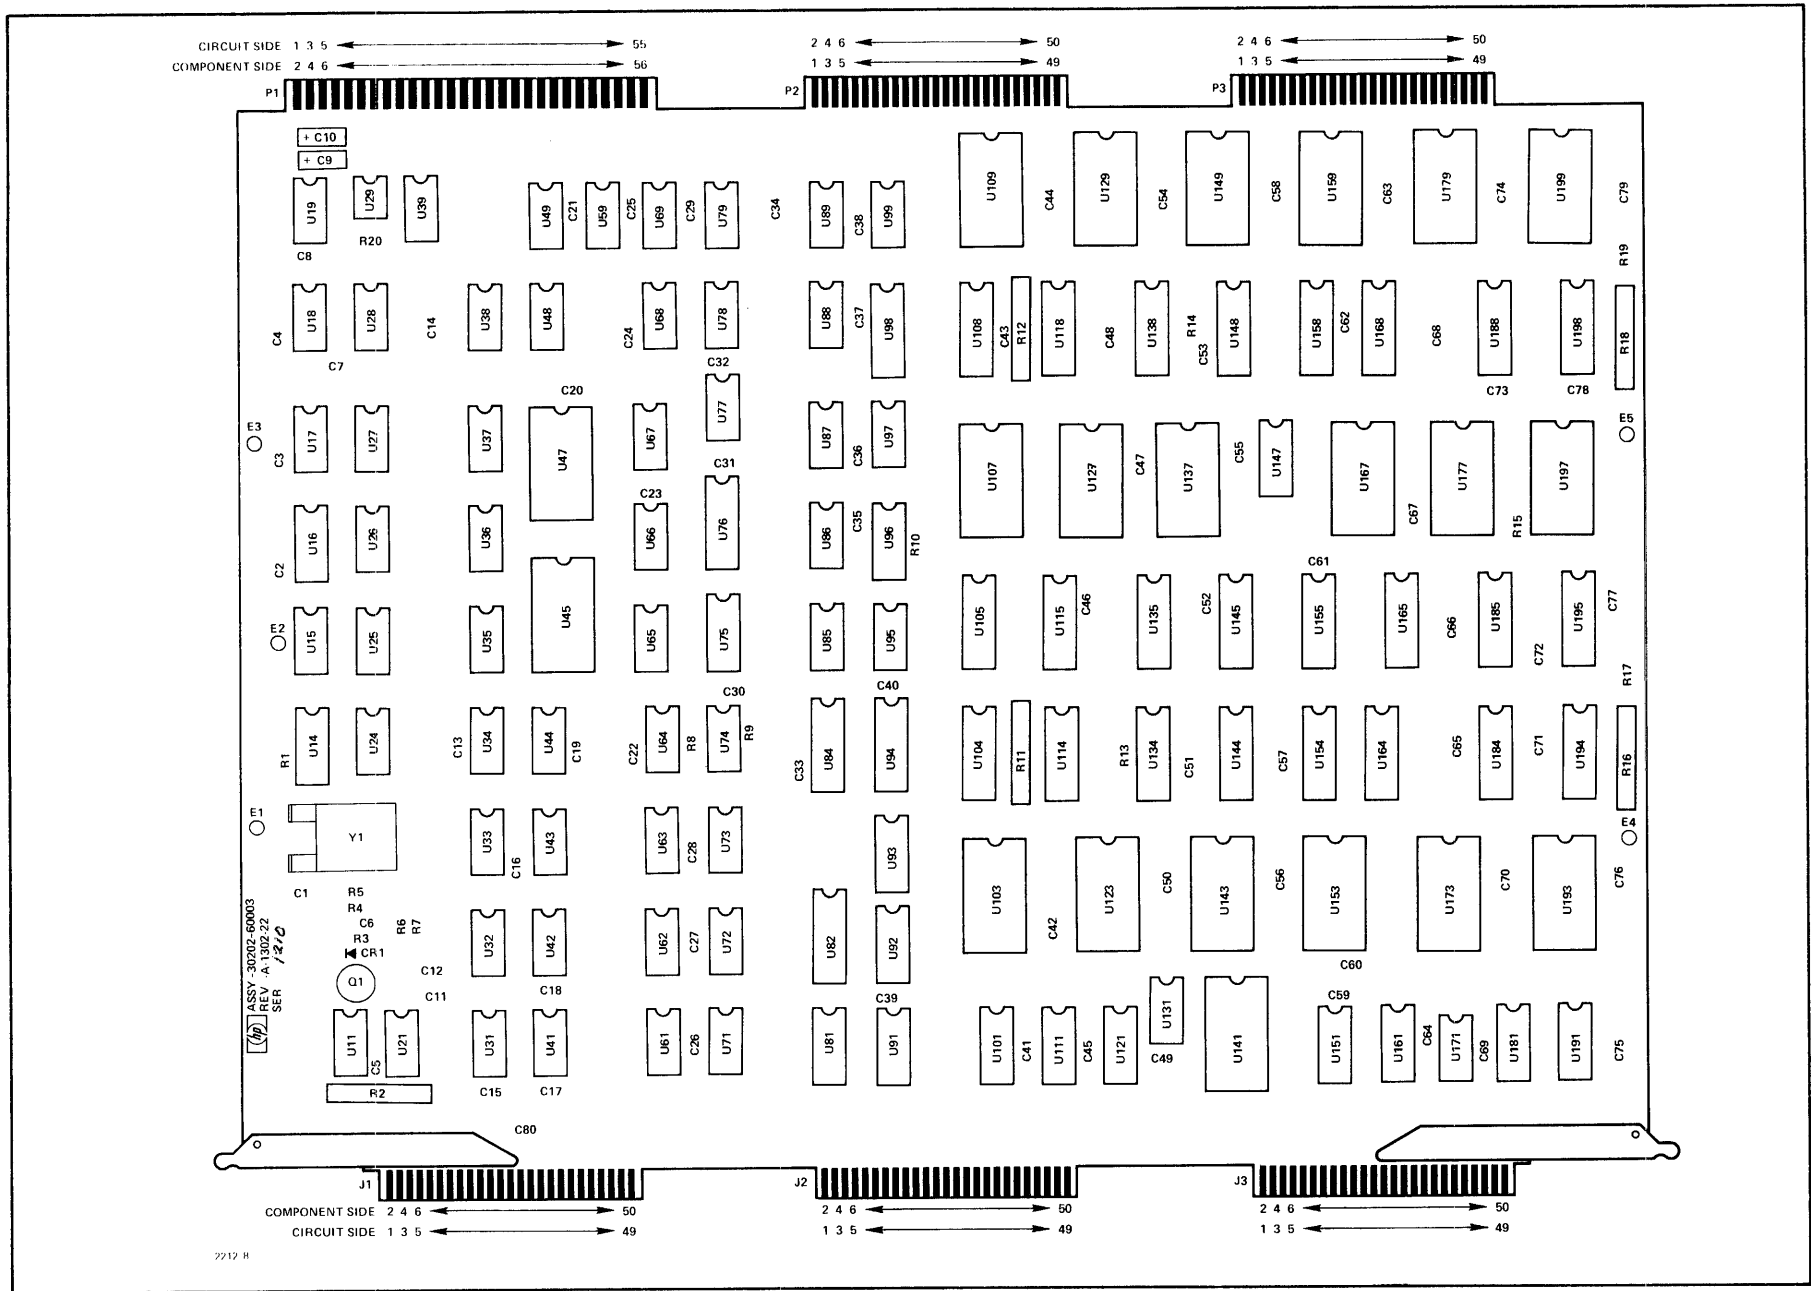 CIRCUIT SIDE 1 3 5 55
COMPONENT SIDE 2 4 6 56
2 4 6 50
1 3 5 49
2 4 6 50
1 3 5 49
P1
P2
P3
+ C10
+ C9
U19 U29 U39 U49 C21 U59 C25 U69 C29 U79 C34 U89 C38 U99 U109 C44 U129 C54 U149 C58 U159 C63 U179 C74 U199 C79
R20
C8
R19
C4 U18 U28 C14 U38 U48 C24 U68 U78 U88 C37 U98 U108 C43 R12 U118 C48 U138 R14 C53 U148 U158 C62 U168 C68 U188 U198 R18
C7
C32
C20
C73 C78
E3
C3 U17 U27 U37 U47 U67 U77 U87 C36 U97 U107 U127 C47 U137 C55 U147 U167 C67 U177 R15 U197
E5
C31
C23
C2 U16 U26 U36 U66 U76 U86 C35 U96 R10
C61
E2
U15 U25 U35 U45 U65 U75 U85 U95 U105 U115 C46 U135 C52 U145 U155 U165 C66 U185 C72 U195 C77
R17
C30
C40
R1 U14 U24 C13 U34 U44 C19 C22 U64 R8 U74 R9 C33 U84 U94 U104 R11 U114 R13 U134 C51 U144 C57 U154 U164 C65 U184 C71 U194 R16
E1
E4
Y1
U33 C16 U43 U63 C28 U73 U93 U103 C42 U123 C50 U143 C56 U153 U173 C70 U193 C76
C1
R5
R4
C6
R3
R6 R7
CR1
Q1
C12
C11
U32 U42 U62 C27 U72 U82 U92
C18
C39
C60
C59
hp
ASSY -30202-60003
REV -A-1302-22
SER 1210
U11 C5 U21 U31 U41 U61 C26 U71 U81 U91 U101 C41 U111 C45 U121 U131 U141 U151 U161 C64 U171 C69 U181 U191 C75
C49
R2
C15
C17
C80
J1
J2
J3
COMPONENT SIDE 2 4 6 50
CIRCUIT SIDE 1 3 5 49
2 4 6 50
1 3 5 49
2 4 6 50
1 3 5 49
2212 B